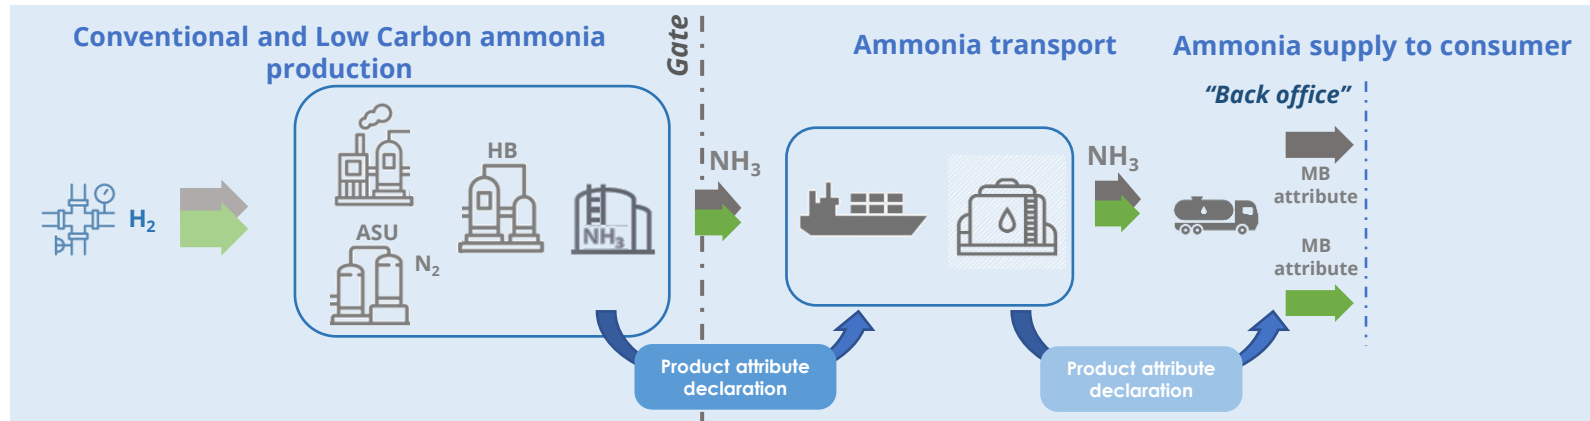 Conventional and Low Carbon ammonia
production
Gate
Ammonia transport
Ammonia supply to consumer
“Back office”
H₂
HB
ASU
N₂
NH₃
NH₃
NH₃
MB
attribute
MB
attribute
Product attribute
declaration
Product attribute
declaration